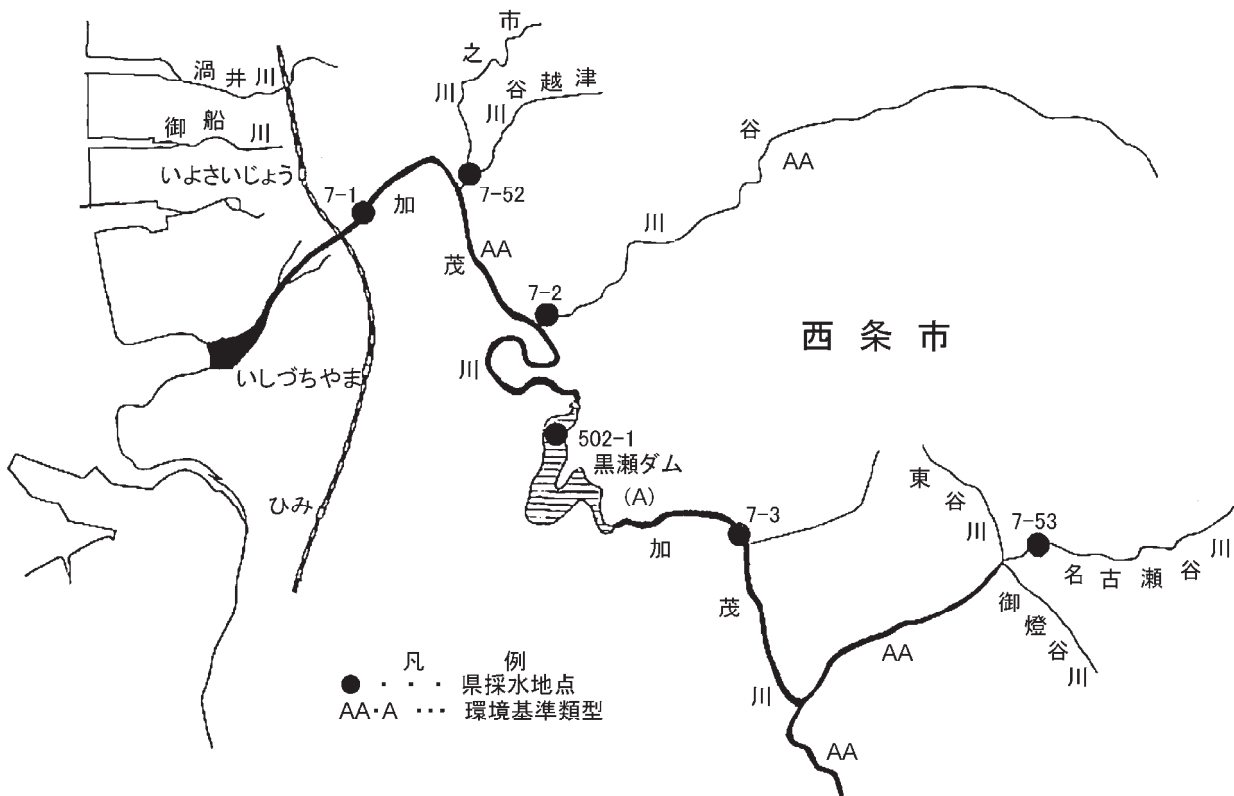 市之川
谷越津川
渦井川
御船川
いよさいじょう
7-1
7-52
加茂川
AA
谷川
AA
7-2
西条市
いしづちやま
502-1
黒瀬ダム
(A)
ひみ
7-3
加茂川
東谷川
7-53
名古瀬谷川
御燈谷川
AA
AA
凡例
●・・・県採水地点
AA・A・・・環境基準類型